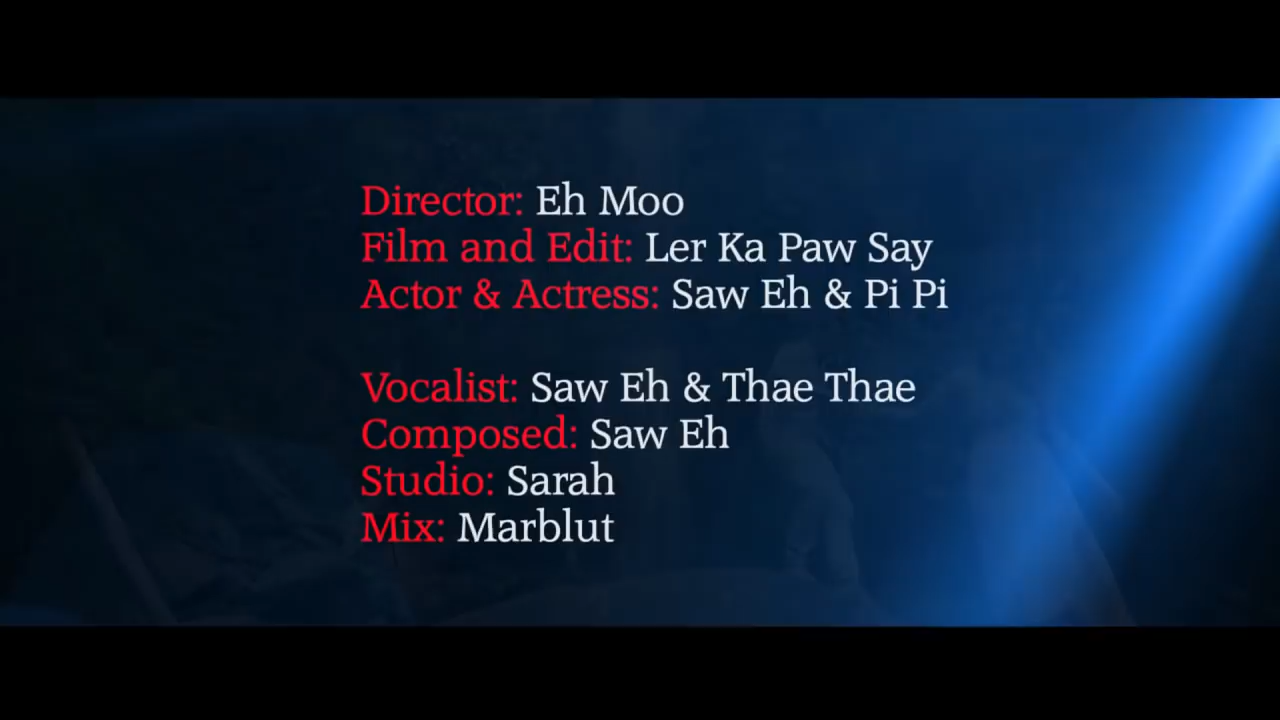 Director: Eh Moo
Film and Edit: Ler Ka Paw Say
Actor & Actress: Saw Eh & Pi Pi
Vocalist: Saw Eh & Thae Thae
Composed: Saw Eh
Studio: Sarah
Mix: Marblut